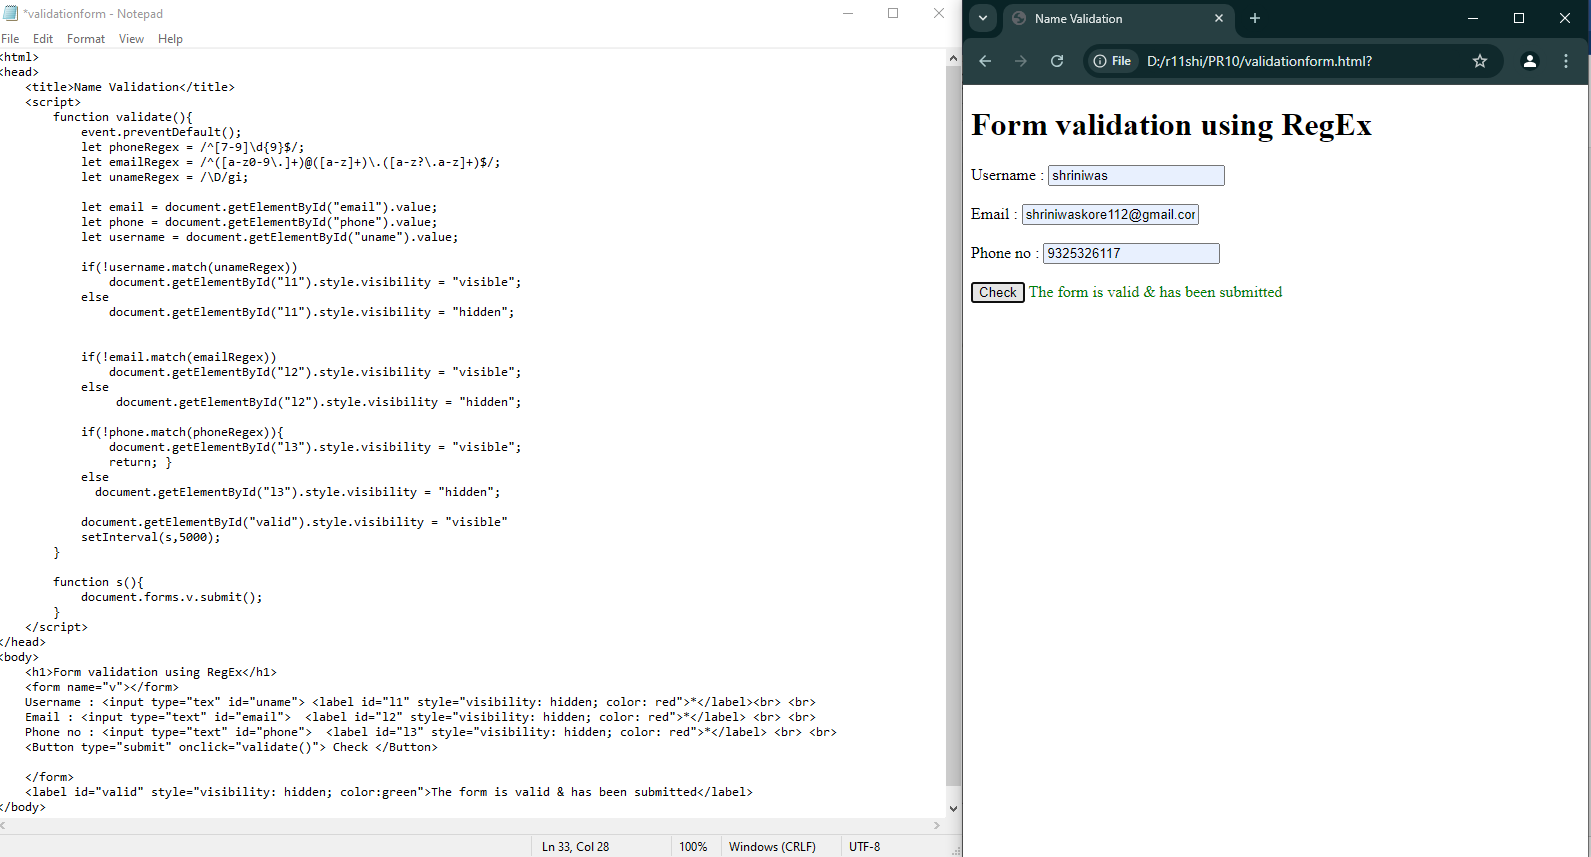 *validationform - Notepad
File Edit Format View Help
<html>
<head>
    <title>Name Validation</title>
    <script>
        function validate(){
            event.preventDefault();
            let phoneRegex = /^[7-9]\d{9}$/;
            let emailRegex = /^([a-z0-9\.]+)@([a-z]+)\.([a-z?\.a-z]+)$/;
            let unameRegex = /\D/gi;

            let email = document.getElementById("email").value;
            let phone = document.getElementById("phone").value;
            let username = document.getElementById("uname").value;

            if(!username.match(unameRegex))
                document.getElementById("l1").style.visibility = "visible";
            else
                document.getElementById("l1").style.visibility = "hidden";


            if(!email.match(emailRegex))
                document.getElementById("l2").style.visibility = "visible";
            else
                 document.getElementById("l2").style.visibility = "hidden";

            if(!phone.match(phoneRegex)){
                document.getElementById("l3").style.visibility = "visible";
                return; }
            else
              document.getElementById("l3").style.visibility = "hidden";

            document.getElementById("valid").style.visibility = "visible"
            setInterval(s,5000);
        }

        function s(){
            document.forms.v.submit();
        }
    </script>
</head>
<body>
    <h1>Form validation using RegEx</h1>
    <form name="v"></form>
    Username : <input type="tex" id="uname"> <label id="l1" style="visibility: hidden; color: red">*</label><br> <br>
    Email : <input type="text" id="email">  <label id="l2" style="visibility: hidden; color: red">*</label> <br> <br>
    Phone no : <input type="text" id="phone">  <label id="l3" style="visibility: hidden; color: red">*</label> <br> <br>
    <Button type="submit" onclick="validate()"> Check </Button>

    </form>
    <label id="valid" style="visibility: hidden; color:green">The form is valid & has been submitted</label>
</body>
Ln 33, Col 28 100% Windows (CRLF) UTF-8
Name Validation
File D:/r11shi/PR10/validationform.html?
Form validation using RegEx
Username : shriniwas
Email : shriniwaskore112@gmail.cor
Phone no : 9325326117
Check The form is valid & has been submitted